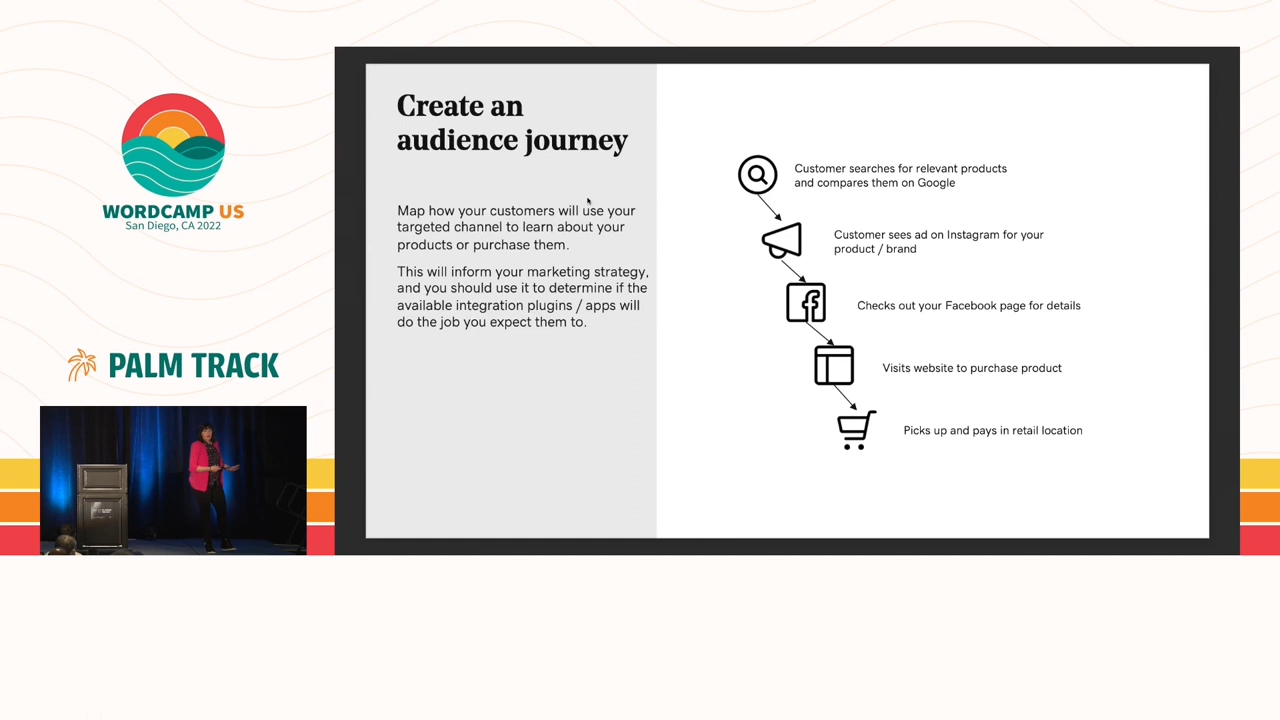 WORDCAMP US
San Diego, CA 2022
PALM TRACK
Create an
audience journey
Map how your customers will use your
targeted channel to learn about your
products or purchase them.
This will inform your marketing strategy,
and you should use it to determine if the
available integration plugins / apps will
do the job you expect them to.
Customer searches for relevant products
and compares them on Google
Customer sees ad on Instagram for your
product / brand
Checks out your Facebook page for details
Visits website to purchase product
Picks up and pays in retail location